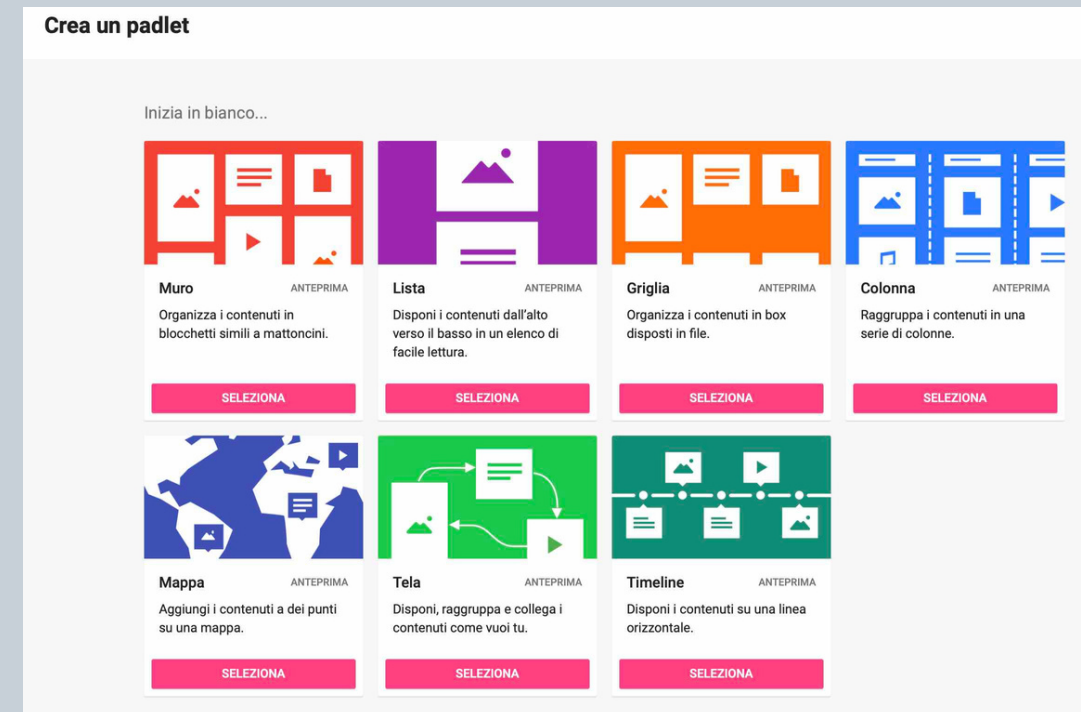 Crea un padlet
Inizia in bianco...
Muro ANTEPRIMA
Organizza i contenuti in
blocchetti simili a mattoncini.
SELEZIONA
Lista ANTEPRIMA
Disponi i contenuti dall'alto
verso il basso in un elenco di
facile lettura.
SELEZIONA
Griglia ANTEPRIMA
Organizza i contenuti in box
disposti in file.
SELEZIONA
Colonna ANTEPRIMA
Raggruppa i contenuti in una
serie di colonne.
SELEZIONA
Mappa ANTEPRIMA
Aggiungi i contenuti a dei punti
su una mappa.
SELEZIONA
Tela ANTEPRIMA
Disponi, raggruppa e collega i
contenuti come vuoi tu.
SELEZIONA
Timeline ANTEPRIMA
Disponi i contenuti su una linea
orizzontale.
SELEZIONA